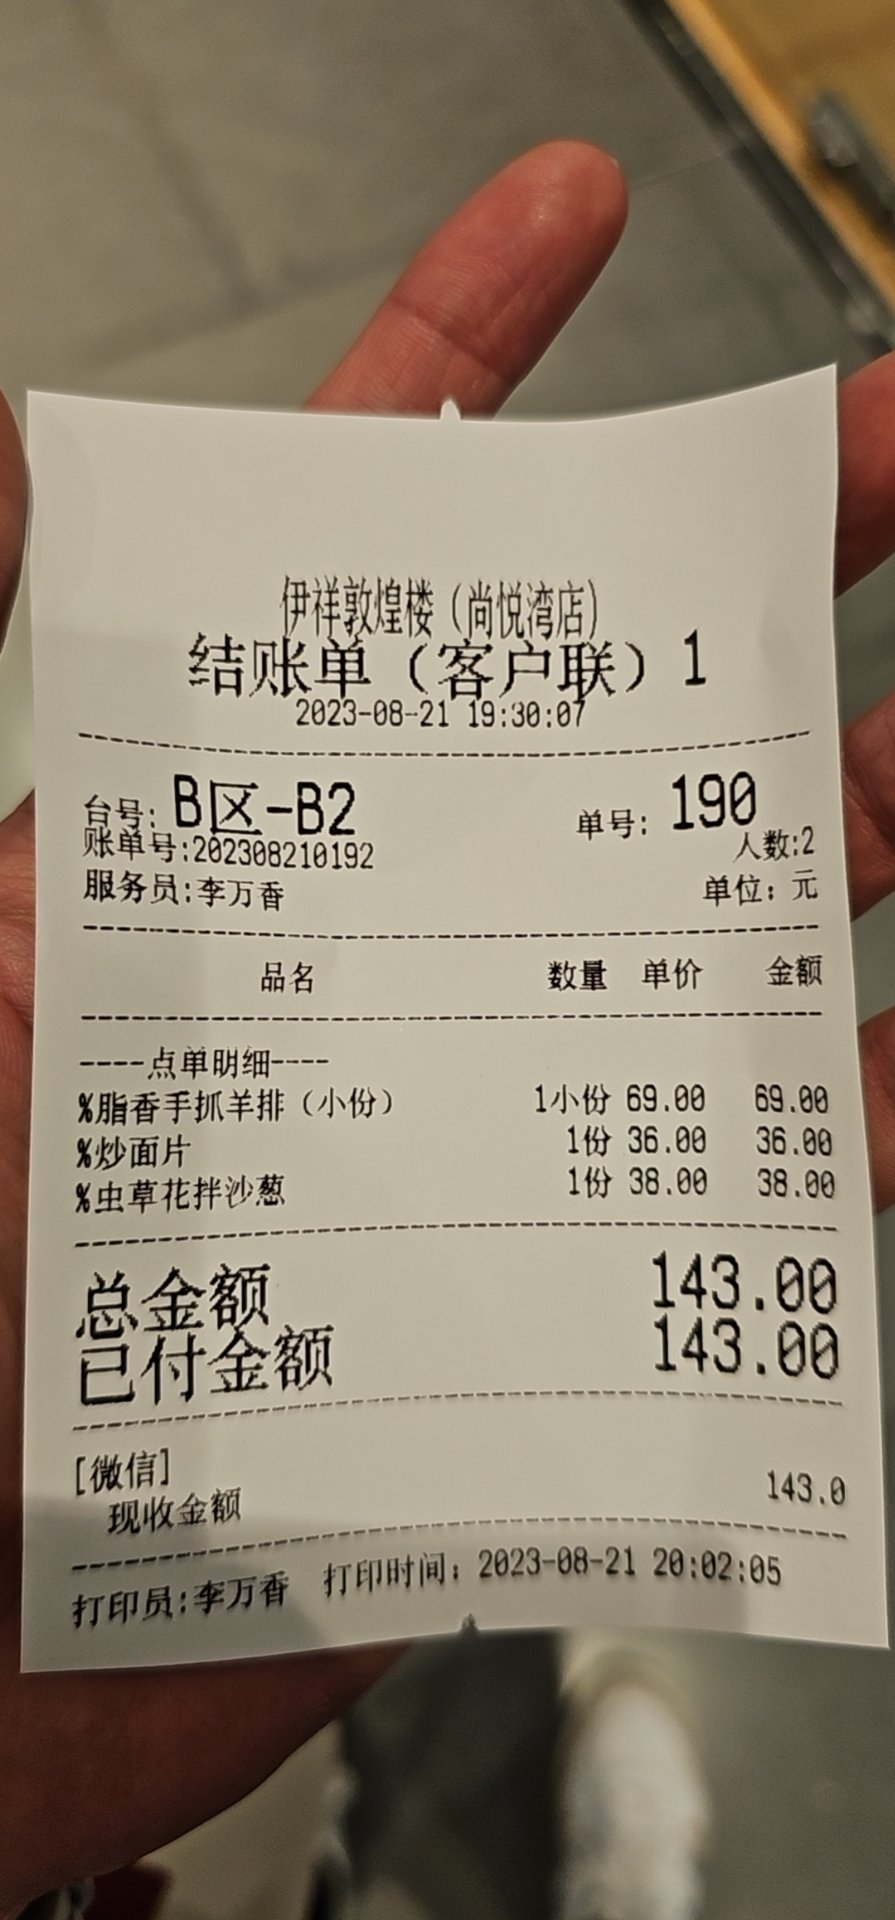 伊祥敦煌楼（尚悦湾店）
结账单（客户联）1
2023-08-21 19:30:07
台号: B区-B2 单号: 190
账单号:202308210192 人数:2
服务员:李万香 单位: 元
品名 数量 单价 金额
----点单明细----
%脂香手抓羊排（小份） 1小份 69.00 69.00
%炒面片 1份 36.00 36.00
%虫草花拌沙葱 1份 38.00 38.00
总金额 143.00
已付金额 143.00
[微信]
现收金额 143.0
打印员:李万香 打印时间: 2023-08-21 20:02:05